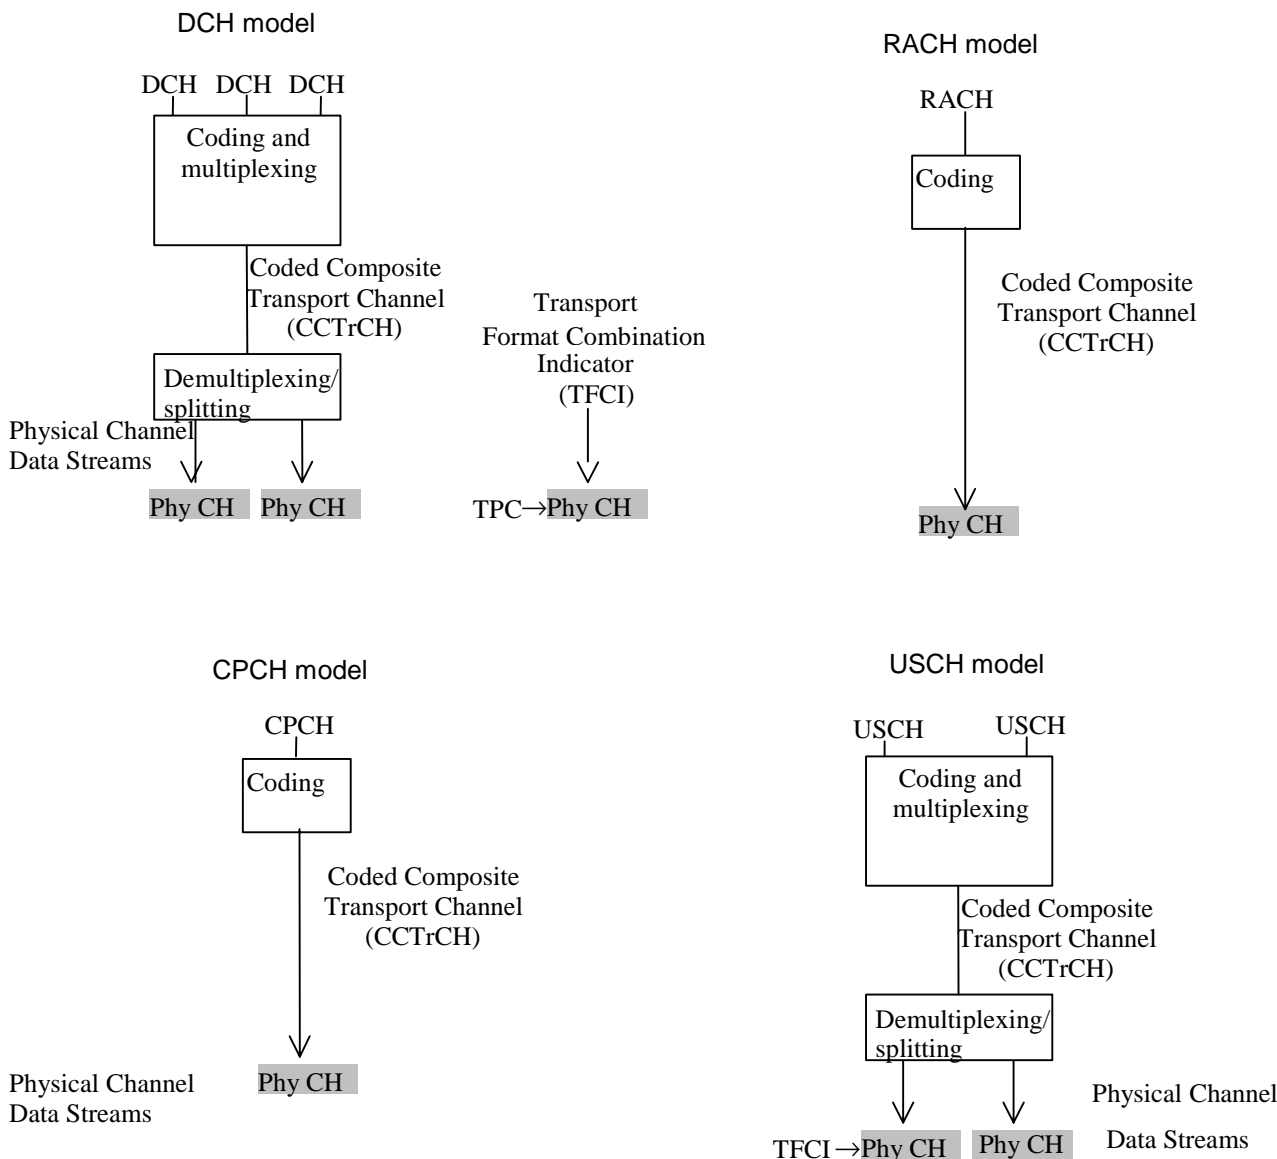 DCH model
DCH DCH DCH
Coding and
multiplexing
Coded Composite
Transport Channel
(CCTrCH)
Demultiplexing/
splitting
Physical Channel
Data Streams
Phy CH Phy CH
Transport
Format Combination
Indicator
(TFCI)
TPC→Phy CH
RACH model
RACH
Coding
Coded Composite
Transport Channel
(CCTrCH)
Phy CH
CPCH model
CPCH
Coding
Coded Composite
Transport Channel
(CCTrCH)
Physical Channel
Data Streams
Phy CH
USCH model
USCH USCH
Coding and
multiplexing
Coded Composite
Transport Channel
(CCTrCH)
Demultiplexing/
splitting
Physical Channel
Data Streams
TFCI→Phy CH Phy CH